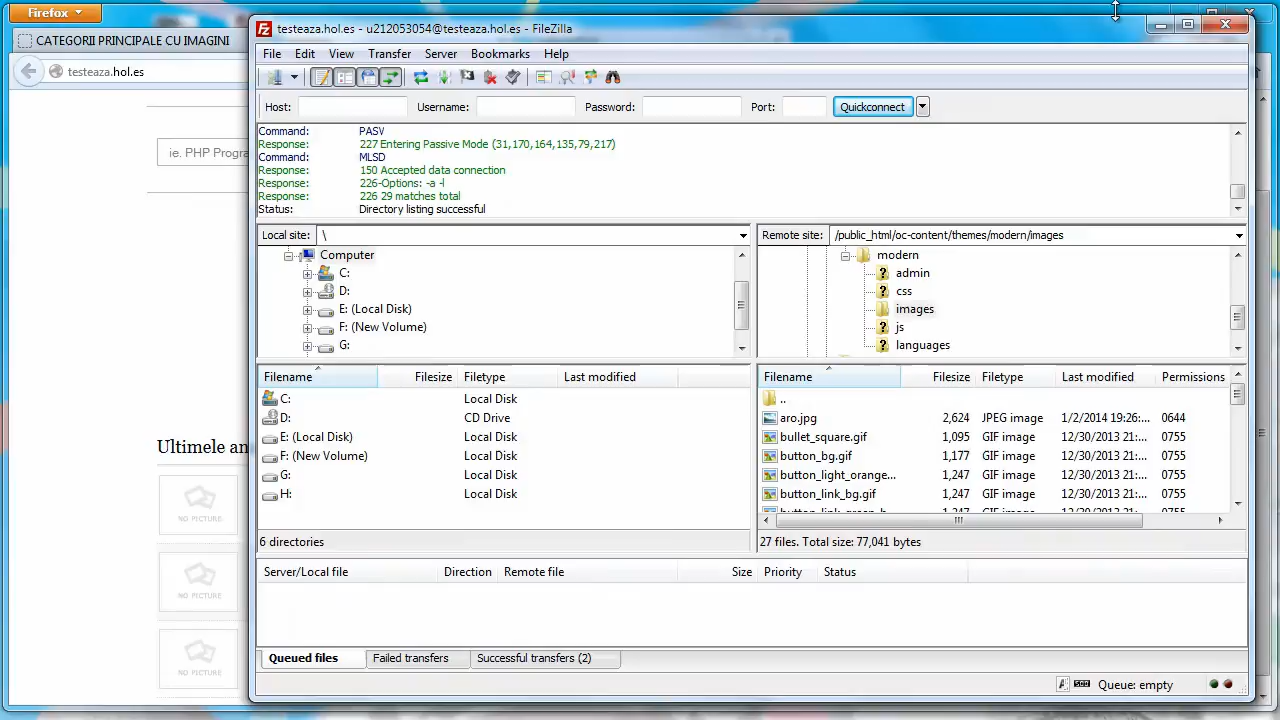 Firefox
testeaza.hol.es - u212053054@testeaza.hol.es - FileZilla
CATEGORII PRINCIPALE CU IMAGINI
File Edit View Transfer Server Bookmarks Help
testeaza.hol.es
Host: Username: Password: Port: Quickconnect
Command: PASV
Response: 227 Entering Passive Mode (31,170,164,135,79,217)
Command: MLSD
Response: 150 Accepted data connection
Response: 226-Options: -a -l
Response: 226 29 matches total
Status: Directory listing successful
ie. PHP Progra
Local site: \
Remote site: /public_html/oc-content/themes/modern/images
Computer
C:
D:
E: (Local Disk)
F: (New Volume)
G:
modern
admin
css
images
js
languages
Filename Filesize Filetype Last modified
C: Local Disk
D: CD Drive
E: (Local Disk) Local Disk
F: (New Volume) Local Disk
G: Local Disk
H: Local Disk
6 directories
Filename Filesize Filetype Last modified Permissions
..
aro.jpg 2,624 JPEG image 1/2/2014 19:26:... 0644
bullet_square.gif 1,095 GIF image 12/30/2013 21:... 0755
button_bg.gif 1,177 GIF image 12/30/2013 21:... 0755
button_light_orange... 1,247 GIF image 12/30/2013 21:... 0755
button_link_bg.gif 1,247 GIF image 12/30/2013 21:... 0755
27 files. Total size: 77,041 bytes
Ultimele an
NO PICTURE
NO PICTURE
NO PICTURE
Server/Local file Direction Remote file Size Priority Status
Queued files Failed transfers Successful transfers (2)
Queue: empty